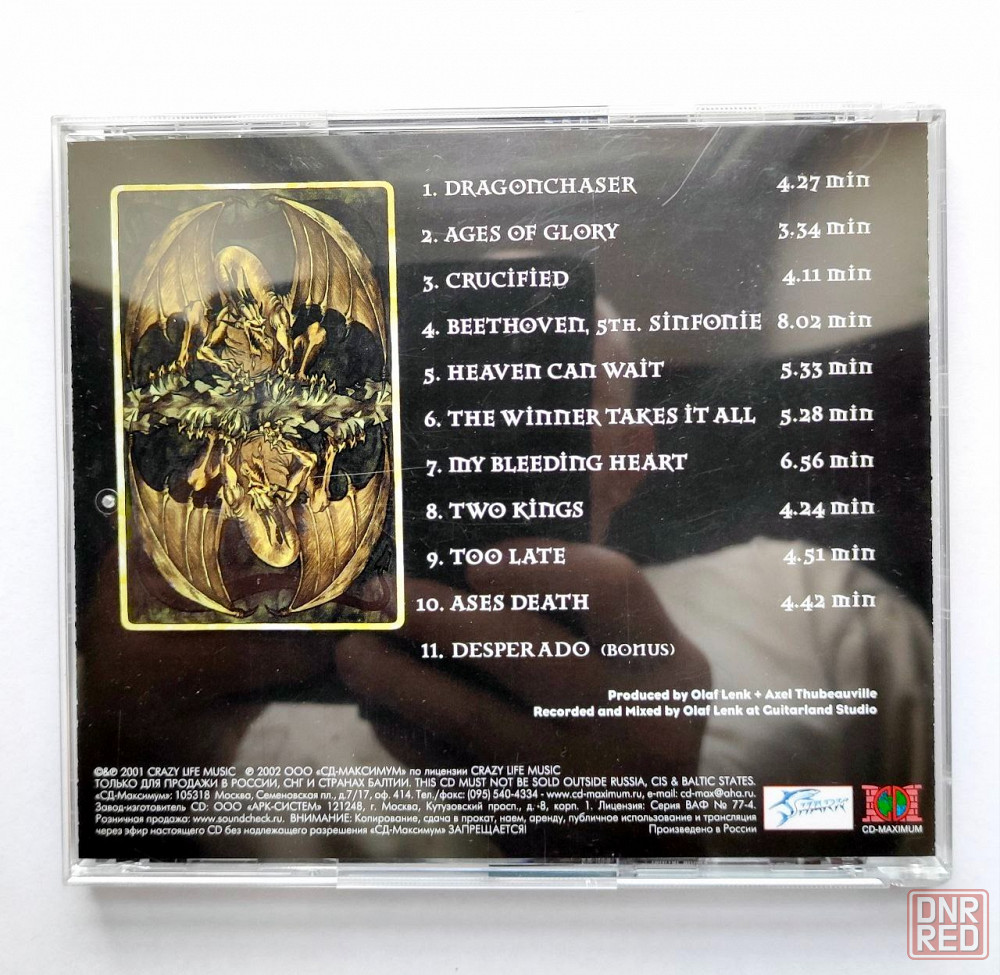 1. DRAGONCHASER 4.27 min
2. AGES OF GLORY 3.34 min
3. CRUCIFIED 4.11 min
4. BEETHOVEN, 5TH. SINFONIE 8.02 min
5. HEAVEN CAN WAIT 5.33 min
6. THE WINNER TAKES IT ALL 5.28 min
7. MY BLEEDING HEART 6.56 min
8. TWO KINGS 4.24 min
9. TOO LATE 4.51 min
10. ASES DEATH 4.42 min
11. DESPERADO (BONUS)
Produced by Olaf Lenk + Axel Thubeauville
Recorded and Mixed by Olaf Lenk at Guitarland Studio
©&℗ 2001 CRAZY LIFE MUSIC ℗ 2002 ООО «СД-МАКСИМУМ» по лицензии CRAZY LIFE MUSIC
ТОЛЬКО ДЛЯ ПРОДАЖИ В РОССИИ, СНГ И СТРАНАХ БАЛТИИ. THIS CD MUST NOT BE SOLD OUTSIDE RUSSIA, CIS & BALTIC STATES.
«СД-Максимум»: 105318 Москва, Семеновская пл., д.7/17, оф. 414. Тел./факс: (095) 540-4334 - www.cd-maximum.ru, e-mail: cd-max@aha.ru.
Завод-изготовитель CD: ООО «АРК-СИСТЕМ» 121248, г. Москва, Кутузовский просп., д.-8, корп. 1. Лицензия: Серия ВАФ № 77-4.
Розничная продажа: www.soundcheck.ru. ВНИМАНИЕ: Копирование, сдача в прокат, наем, аренду, публичное использование и трансляция
через эфир настоящего CD без надлежащего разрешения «СД-Максимум» ЗАПРЕЩАЕТСЯ! Произведено в России
SHARK
CD-MAXIMUM
DNR
RED